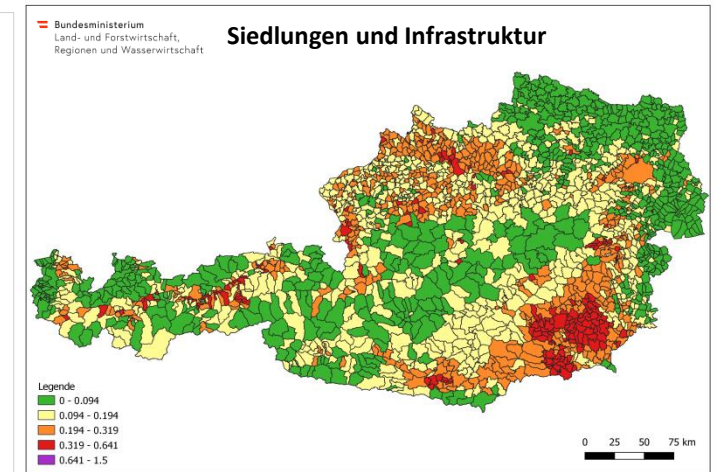 Bundesministerium
Land- und Forstwirtschaft,
Regionen und Wasserwirtschaft
Siedlungen und Infrastruktur
Legende
0 - 0.094
0.094 - 0.194
0.194 - 0.319
0.319 - 0.641
0.641 - 1.5
0 25 50 75 km